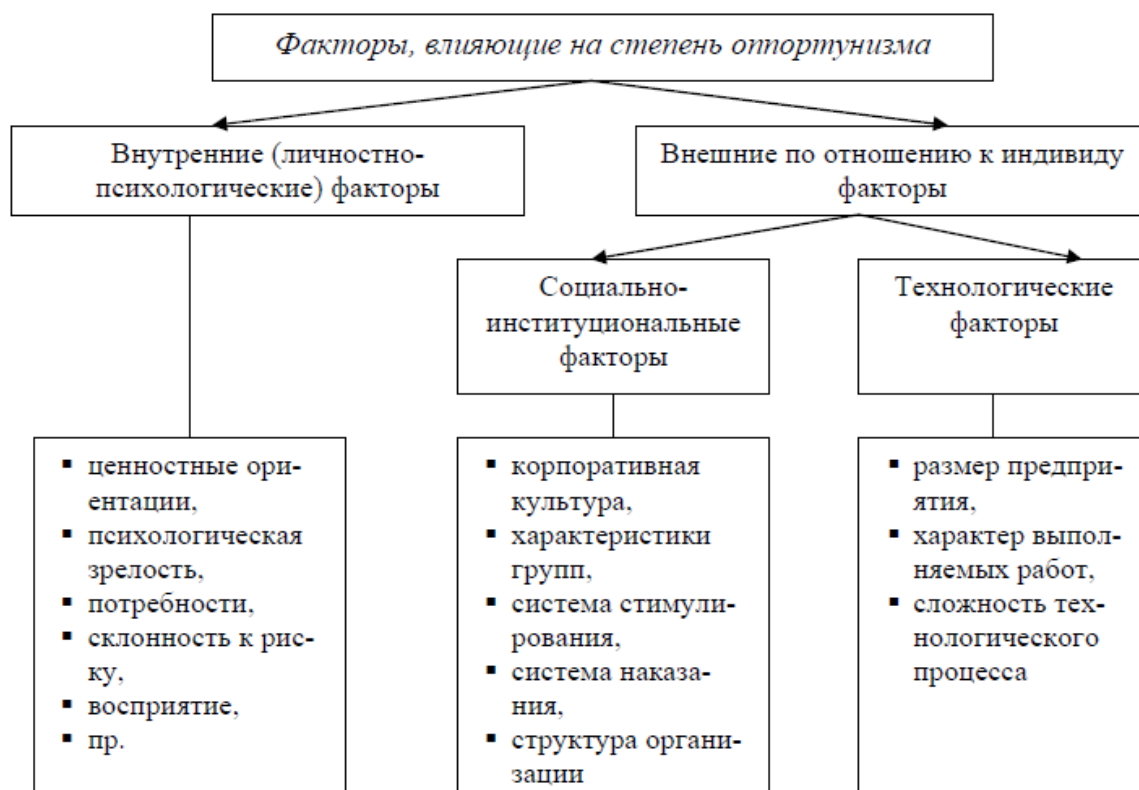 Факторы, влияющие на степень оппортунизма
Внутренние (личностно-
психологические) факторы
Внешние по отношению к индивиду
факторы
Социально-
институциональные
факторы
Технологические
факторы
▪ ценностные ори-
ентации,
▪ психологическая
зрелость,
▪ потребности,
▪ склонность к рис-
ку,
▪ восприятие,
▪ пр.
▪ корпоративная
культура,
▪ характеристики
групп,
▪ система стимули-
рования,
▪ система наказа-
ния,
▪ структура органи-
зации
▪ размер предпри-
ятия,
▪ характер выпол-
няемых работ,
▪ сложность тех-
нологического
процесса